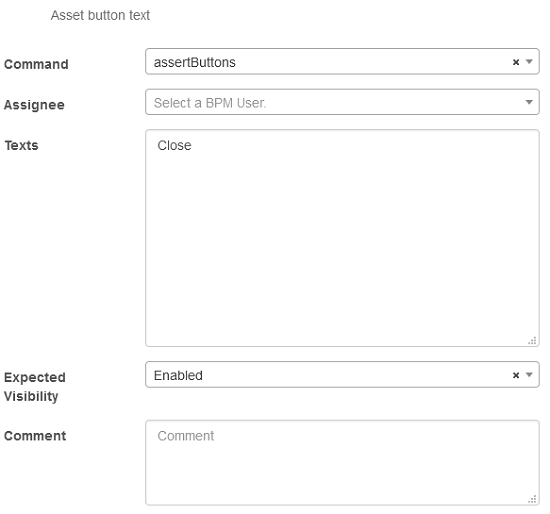 Asset button text
Command
assertButtons
Assignee
Select a BPM User.
Texts
Close
Expected
Visibility
Enabled
Comment
Comment